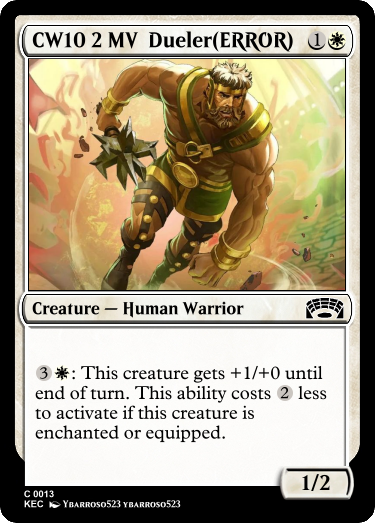 CW10 2 MV Dueler(ERROR) 1
Creature — Human Warrior
3 : This creature gets +1/+0 until
end of turn. This ability costs 2 less
to activate if this creature is
enchanted or equipped.
1/2
C 0013
KEC Ybarroso523 ybarroso523